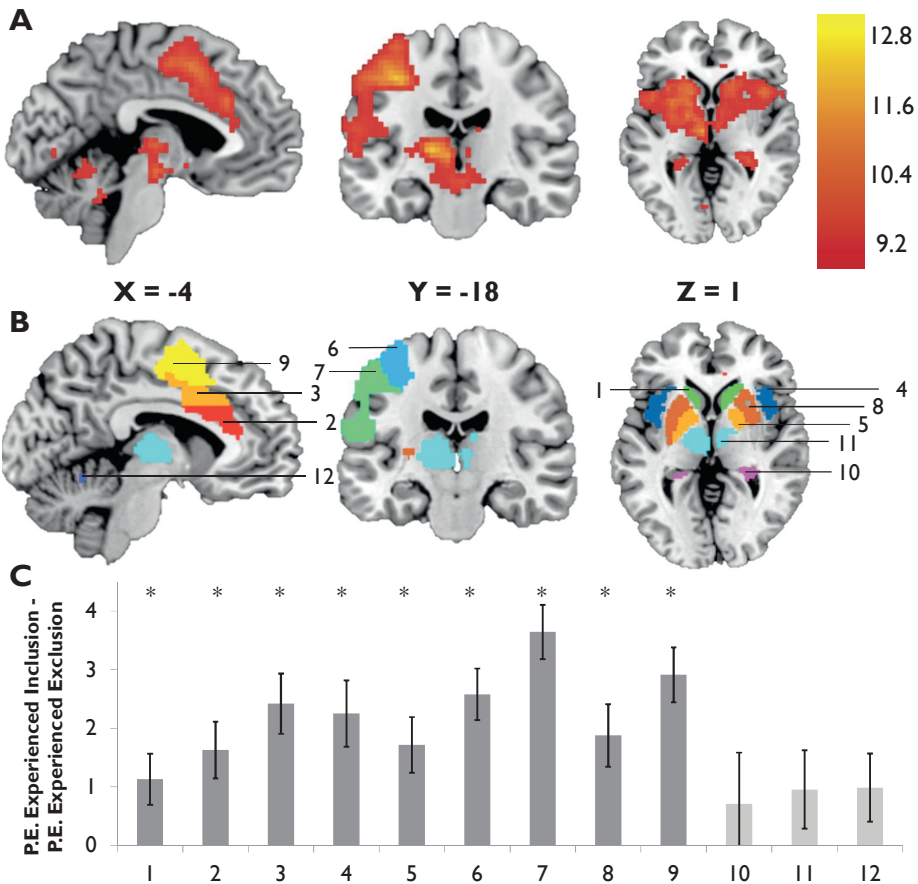 A
12.8
11.6
10.4
9.2
X = -4
Y = -18
Z = 1
B
9
3
2
12
6
7
1
4
8
5
11
10
C
P.E. Experienced Inclusion -
P.E. Experienced Exclusion
* * * * * * * * *
4
3
2
1
0
1 2 3 4 5 6 7 8 9 10 11 12